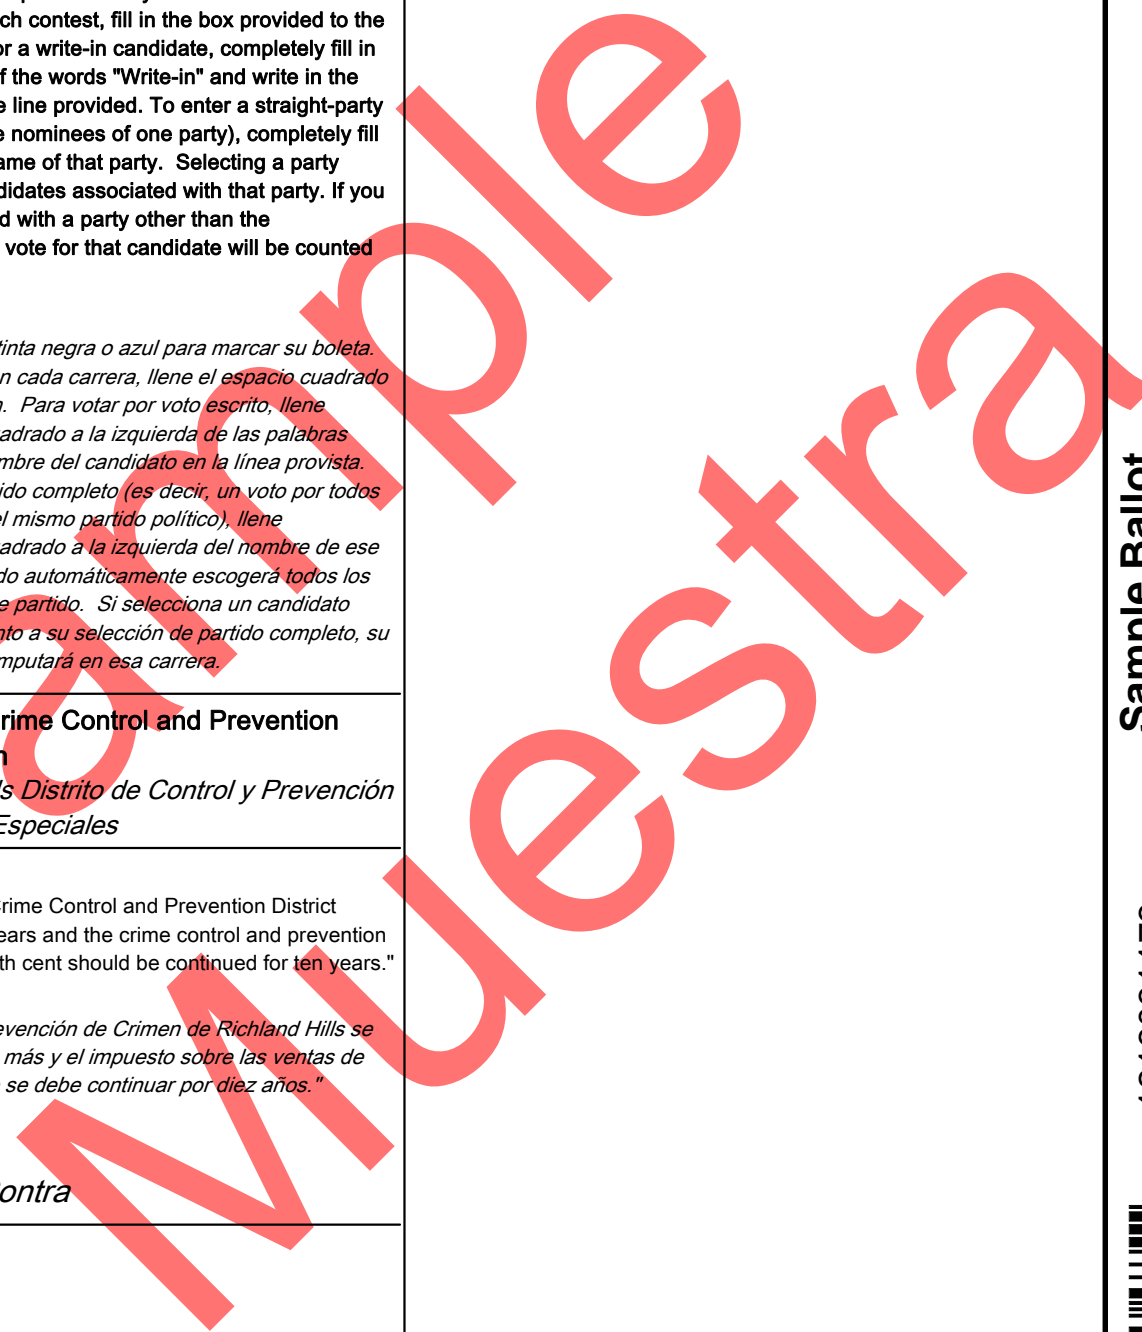 ch contest, fill in the box provided to the
or a write-in candidate, completely fill in
f the words "Write-in" and write in the
e line provided. To enter a straight-party
e nominees of one party), completely fill
ame of that party.  Selecting a party
didates associated with that party. If you
d with a party other than the
vote for that candidate will be counted
tinta negra o azul para marcar su boleta.
n cada carrera, llene el espacio cuadrado
n.  Para votar por voto escrito, llene
adrado a la izquierda de las palabras
mbre del candidato en la línea provista.
ido completo (es decir, un voto por todos
el mismo partido político), llene
adrado a la izquierda del nombre de ese
do automáticamente escogerá todos los
e partido.  Si selecciona un candidato
nto a su selección de partido completo, su
mputará en esa carrera.
rime Control and Prevention
n
ls Distrito de Control y Prevención
Especiales
Crime Control and Prevention District
ears and the crime control and prevention
th cent should be continued for ten years."
evención de Crimen de Richland Hills se
más y el impuesto sobre las ventas de
se debe continuar por diez años."
Contra
ample
Muestra
Sample Ballot